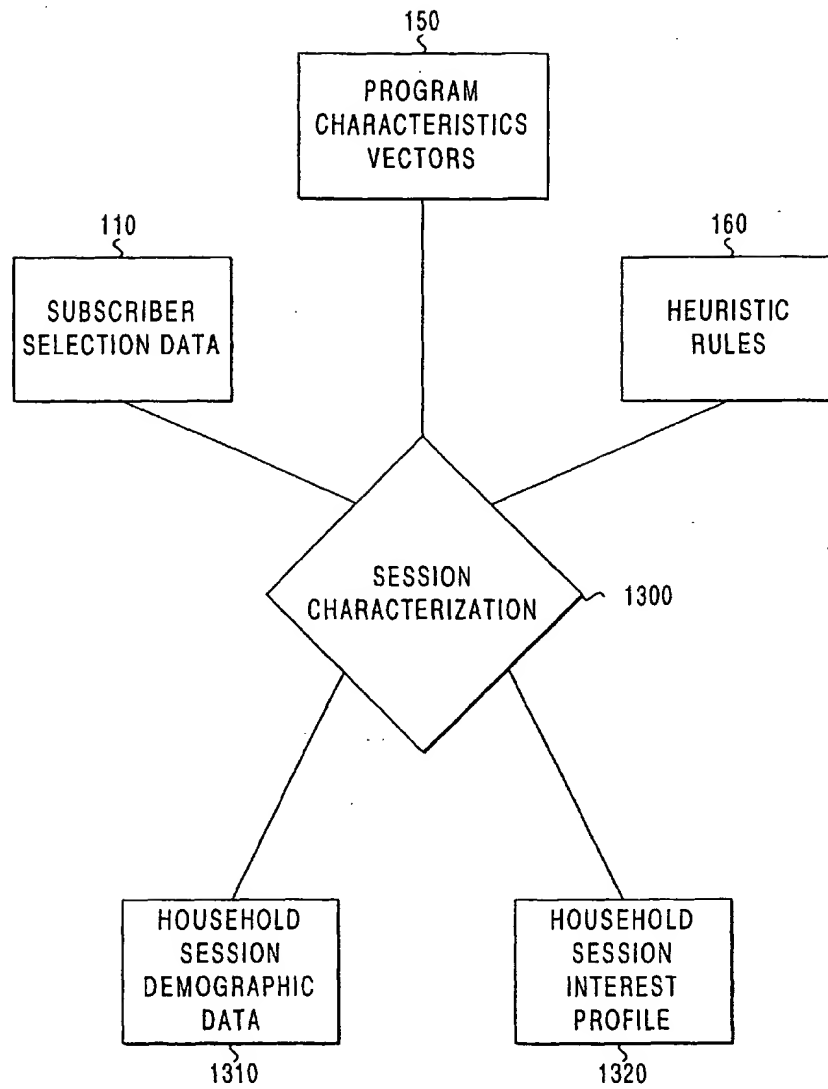 150
PROGRAM
CHARACTERISTICS
VECTORS
110
SUBSCRIBER
SELECTION DATA
160
HEURISTIC
RULES
SESSION
CHARACTERIZATION
1300
HOUSEHOLD
SESSION
DEMOGRAPHIC
DATA
1310
HOUSEHOLD
SESSION
INTEREST
PROFILE
1320